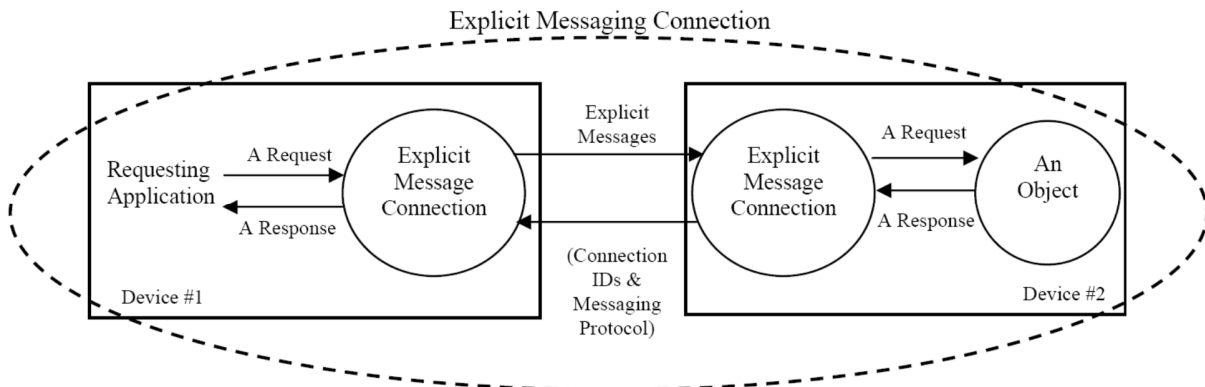 Explicit Messaging Connection
Requesting
Application
A Request
A Response
Explicit
Message
Connection
Device #1
Explicit
Messages
(Connection
IDs &
Messaging
Protocol)
Explicit
Message
Connection
A Request
A Response
An
Object
Device #2